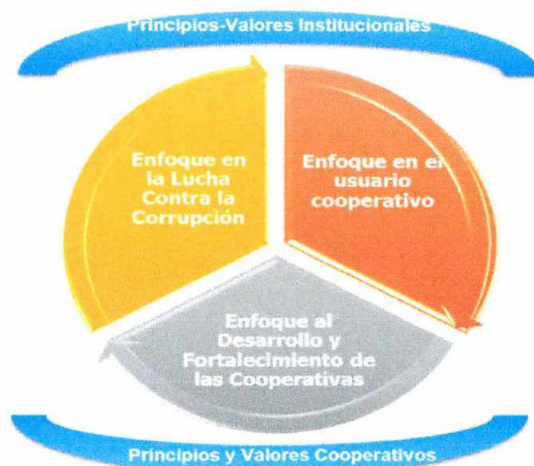 Principios-Valores Institucionales
Enfoque en
la Lucha
Contra la
Corrupción
Enfoque en el
usuario
cooperativo
Enfoque al
Desarrollo y
Fortalecimiento de
las Cooperativas
Principios y Valores Cooperativos